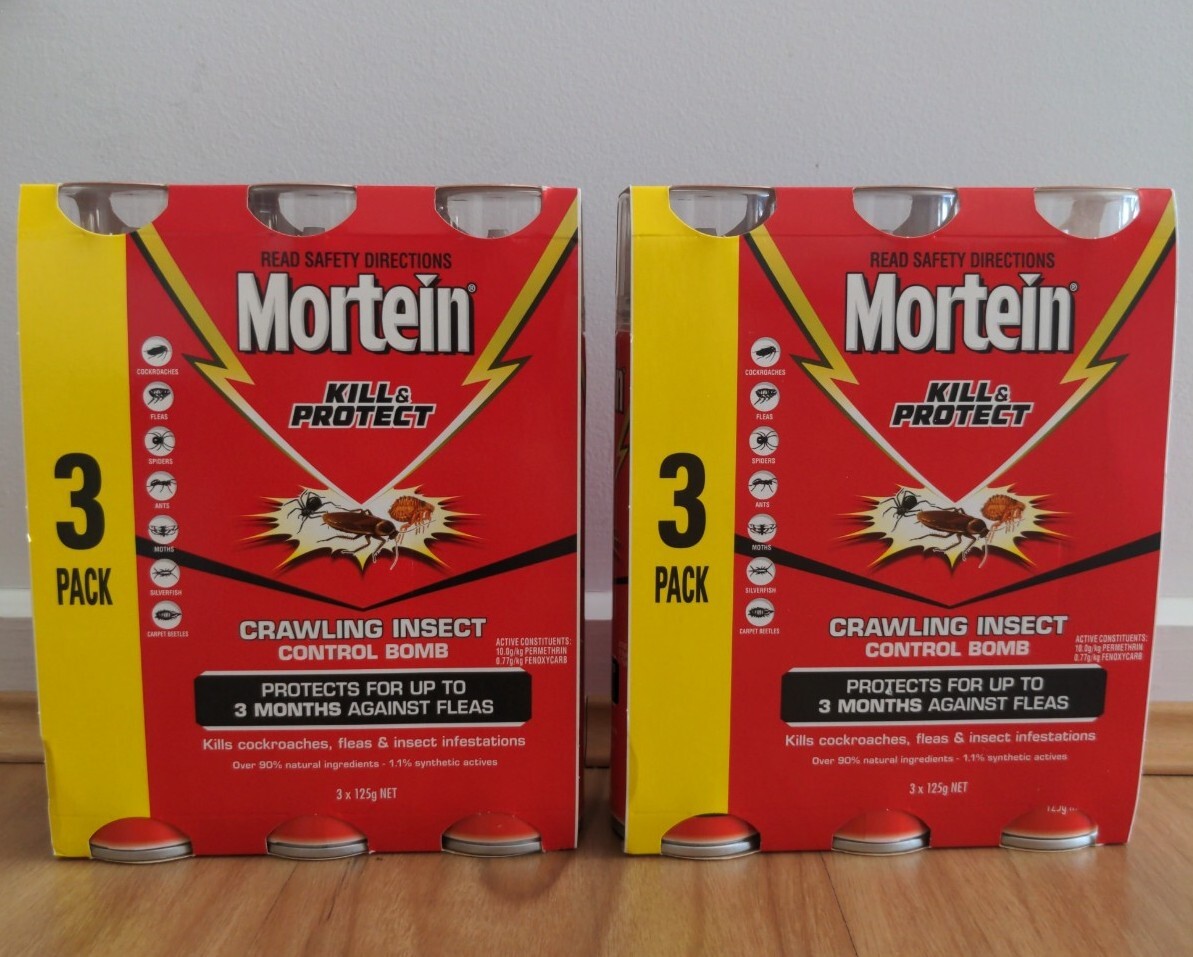 READ SAFETY DIRECTIONS
Mortein®
KILL &
PROTECT
COCKROACHES
FLEAS
SPIDERS
ANTS
MOTHS
SILVERFISH
CARPET BEETLES
3
PACK
CRAWLING INSECT
CONTROL BOMB
ACTIVE CONSTITUENTS:
10.0g/kg PERMETHRIN
0.77g/kg FENOXYCARB
PROTECTS FOR UP TO
3 MONTHS AGAINST FLEAS
Kills cockroaches, fleas & insect infestations
Over 90% natural ingredients - 1.1% synthetic actives
3 x 125g NET
READ SAFETY DIRECTIONS
Mortein®
KILL &
PROTECT
COCKROACHES
FLEAS
SPIDERS
ANTS
MOTHS
SILVERFISH
CARPET BEETLES
3
PACK
CRAWLING INSECT
CONTROL BOMB
ACTIVE CONSTITUENTS:
10.0g/kg PERMETHRIN
0.77g/kg FENOXYCARB
PROTECTS FOR UP TO
3 MONTHS AGAINST FLEAS
Kills cockroaches, fleas & insect infestations
Over 90% natural ingredients - 1.1% synthetic actives
3 x 125g NET